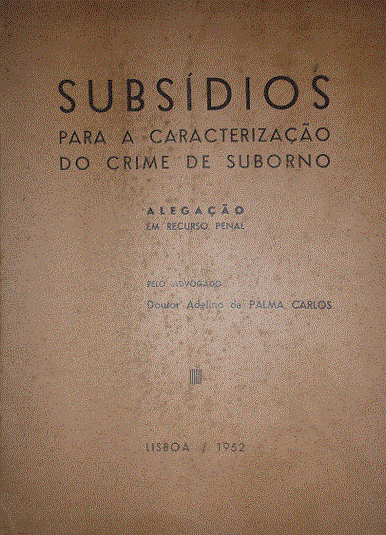 SUBSÍDIOS
PARA A CARACTERIZAÇÃO
DO CRIME DE SUBORNO
ALEGAÇÃO
EM RECURSO PENAL
PELO ADVOGADO
Doutor Adelino da PALMA CARLOS
LISBOA / 1952